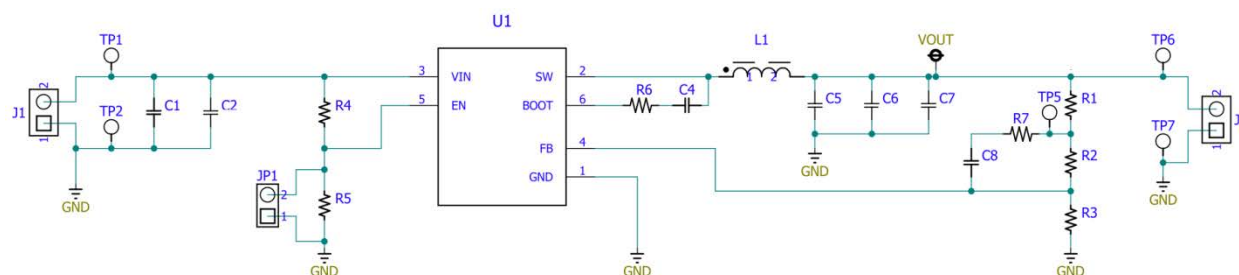 U1
TP1
L1
VOUT
TP6
2
3
VIN
SW
2
1
2
J1
TP2
C1
C2
R4
5
EN
BOOT
6
R6
C4
C5
C6
C7
R7
TP5
R1
2
J
1
C8
TP7
1
FB
4
R2
GND
JP1
2
1
R5
GND
1
GND
R3
GND
GND
GND
GND